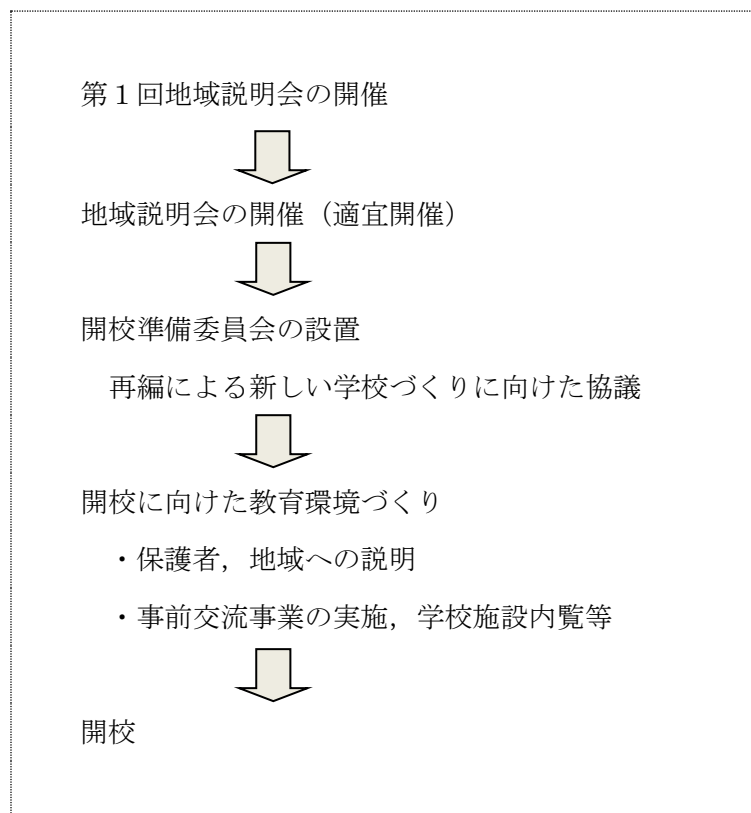 第１回地域説明会の開催
地域説明会の開催（適宜開催）
開校準備委員会の設置
再編による新しい学校づくりに向けた協議
開校に向けた教育環境づくり
・保護者，地域への説明
・事前交流事業の実施，学校施設内覧等
開校